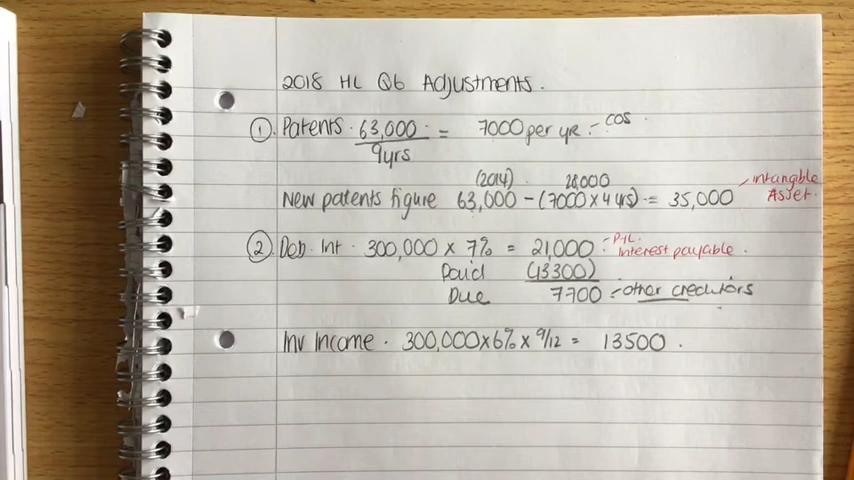 2018 HL Q6 Adjustments.
① Patents. 63,000 = 7000 per yr. - COS
9yrs
(2014) 28,000
New patents figure 63,000 - (7000 x 4 yrs) = 35,000 - intangible Asset.
② Deb. Int. 300,000 x 7% = 21,000 - P+L Interest payable.
Paid (13300)
Due 7700 - other creditors
Inv Income. 300,000 x 6% x 9/12 = 13500.